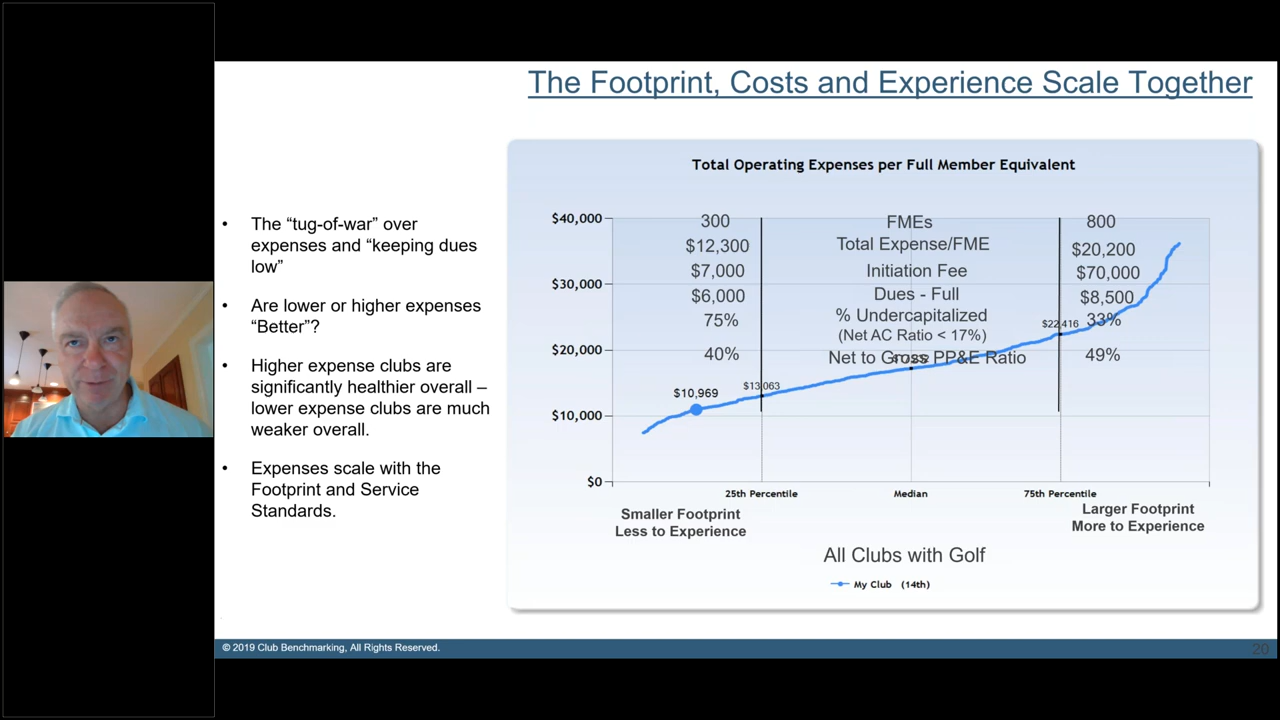 The Footprint, Costs and Experience Scale Together
• The “tug-of-war” over
expenses and “keeping dues
low”
• Are lower or higher expenses
“Better”?
• Higher expense clubs are
significantly healthier overall –
lower expense clubs are much
weaker overall.
• Expenses scale with the
Footprint and Service
Standards.
Total Operating Expenses per Full Member Equivalent
$40,000
$30,000
$20,000
$10,000
$0
300 FMEs 800
$12,300 Total Expense/FME $20,200
$7,000 Initiation Fee $70,000
$6,000 Dues - Full $8,500
75% % Undercapitalized 33%
(Net AC Ratio < 17%)
40% Net to Gross PP&E Ratio 49%
$10,969
$13,063
$22,416
25th Percentile Median 75th Percentile
Smaller Footprint
Less to Experience
Larger Footprint
More to Experience
All Clubs with Golf
My Club (14th)
© 2019 Club Benchmarking, All Rights Reserved.
20